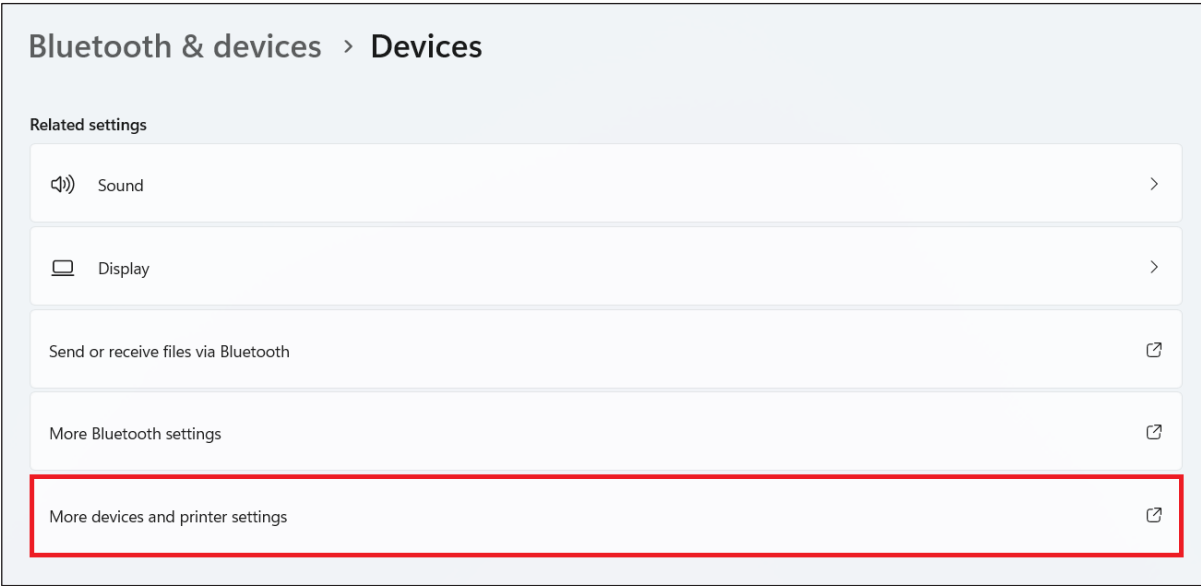 Bluetooth & devices > Devices
Related settings
Sound
Display
Send or receive files via Bluetooth
More Bluetooth settings
More devices and printer settings